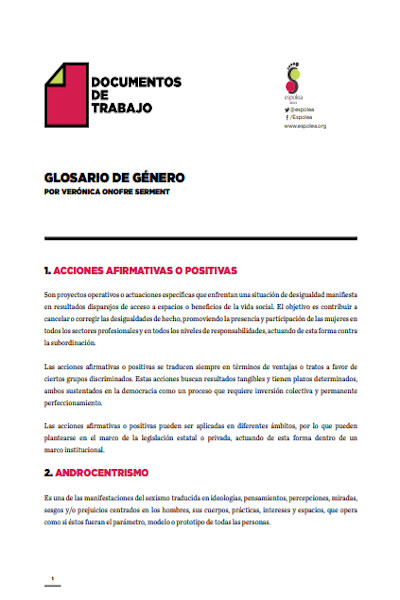 DOCUMENTOS
DE
TRABAJO
espolea
@espolea
/Espolea
www.espolea.org
GLOSARIO DE GÉNERO
POR VERÓNICA ONOFRE SERMENT
1. ACCIONES AFIRMATIVAS O POSITIVAS
Son proyectos operativos o actuaciones específicas que enfrentan una situación de desigualdad manifiesta
en resultados disparejos de acceso a espacios o beneficios de la vida social. El objetivo es contribuir a
cancelar o corregir las desigualdades de hecho, promoviendo la presencia y participación de las mujeres en
todos los sectores profesionales y en todos los niveles de responsabilidades, actuando de esta forma contra
la subordinación.
Las acciones afirmativas o positivas se traducen siempre en términos de ventajas o tratos a favor de
ciertos grupos discriminados. Estas acciones buscan resultados tangibles y tienen plazos determinados,
ambos sustentados en la democracia como un proceso que requiere inversión colectiva y permanente
perfeccionamiento.
Las acciones afirmativas o positivas pueden ser aplicadas en diferentes ámbitos, por lo que pueden
plantearse en el marco de la legislación estatal o privada, actuando de esta forma dentro de un
marco institucional.
2. ANDROCENTRISMO
Es una de las manifestaciones del sexismo traducida en ideologías, pensamientos, percepciones, miradas,
sesgos y/o prejuicios centrados en los hombres, sus cuerpos, prácticas, intereses y espacios, que opera
como si éstos fueran el parámetro, modelo o prototipo de todas las personas.
1